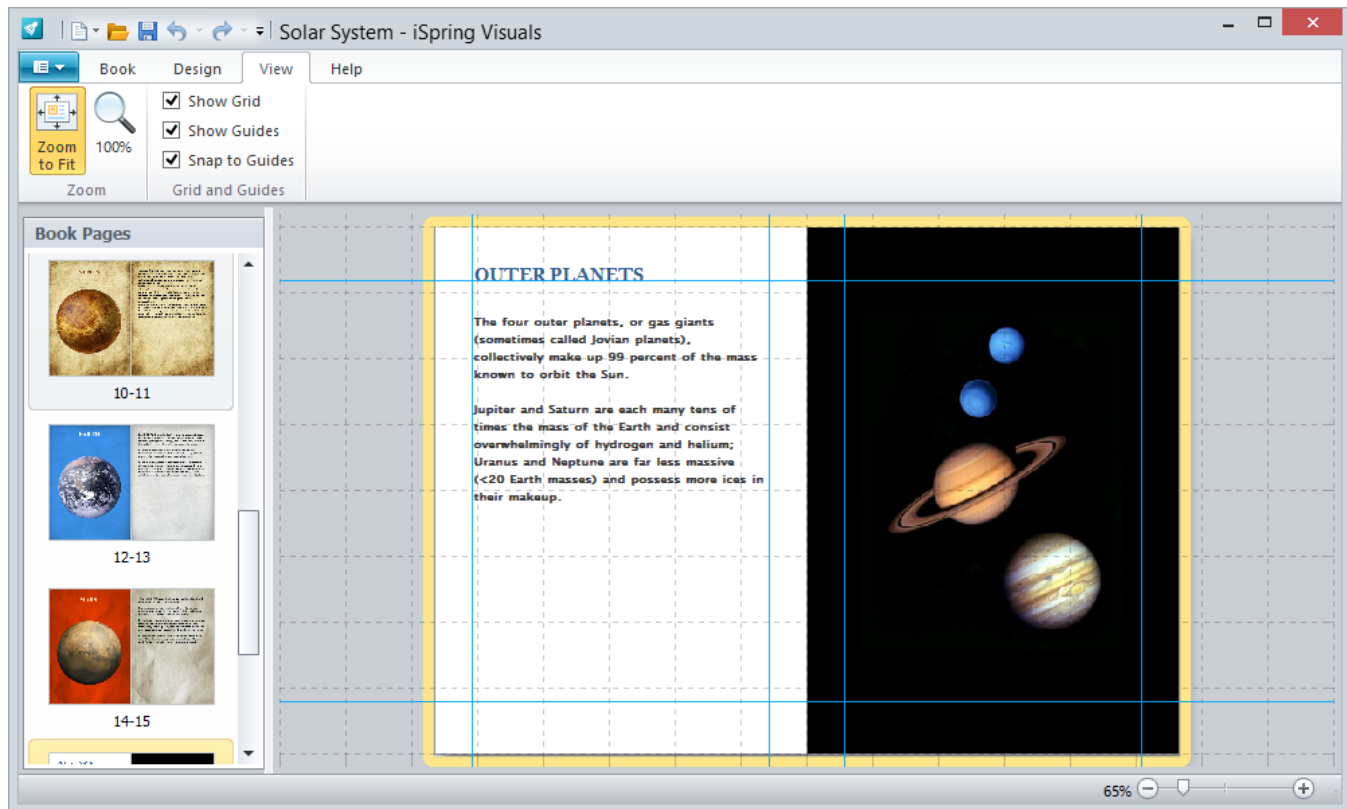 Solar System - iSpring Visuals
Book Design View Help
Zoom to Fit
100%
Show Grid
Show Guides
Snap to Guides
Zoom
Grid and Guides
Book Pages
10-11
EARTH
12-13
MARS
14-15
OUTER PLANETS
The four outer planets, or gas giants
(sometimes called Jovian planets),
collectively make up 99 percent of the mass
known to orbit the Sun.
Jupiter and Saturn are each many tens of
times the mass of the Earth and consist
overwhelmingly of hydrogen and helium;
Uranus and Neptune are far less massive
(<20 Earth masses) and possess more ices in
their makeup.
65%